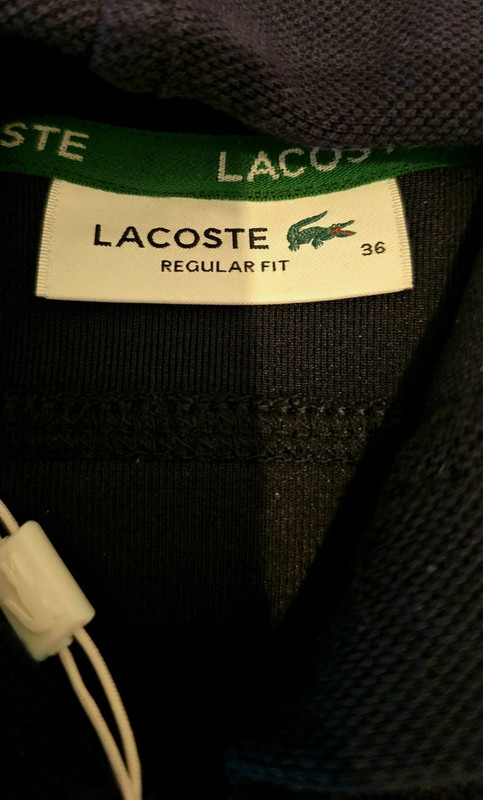 STE LACOS
LACOSTE
36
REGULAR FIT